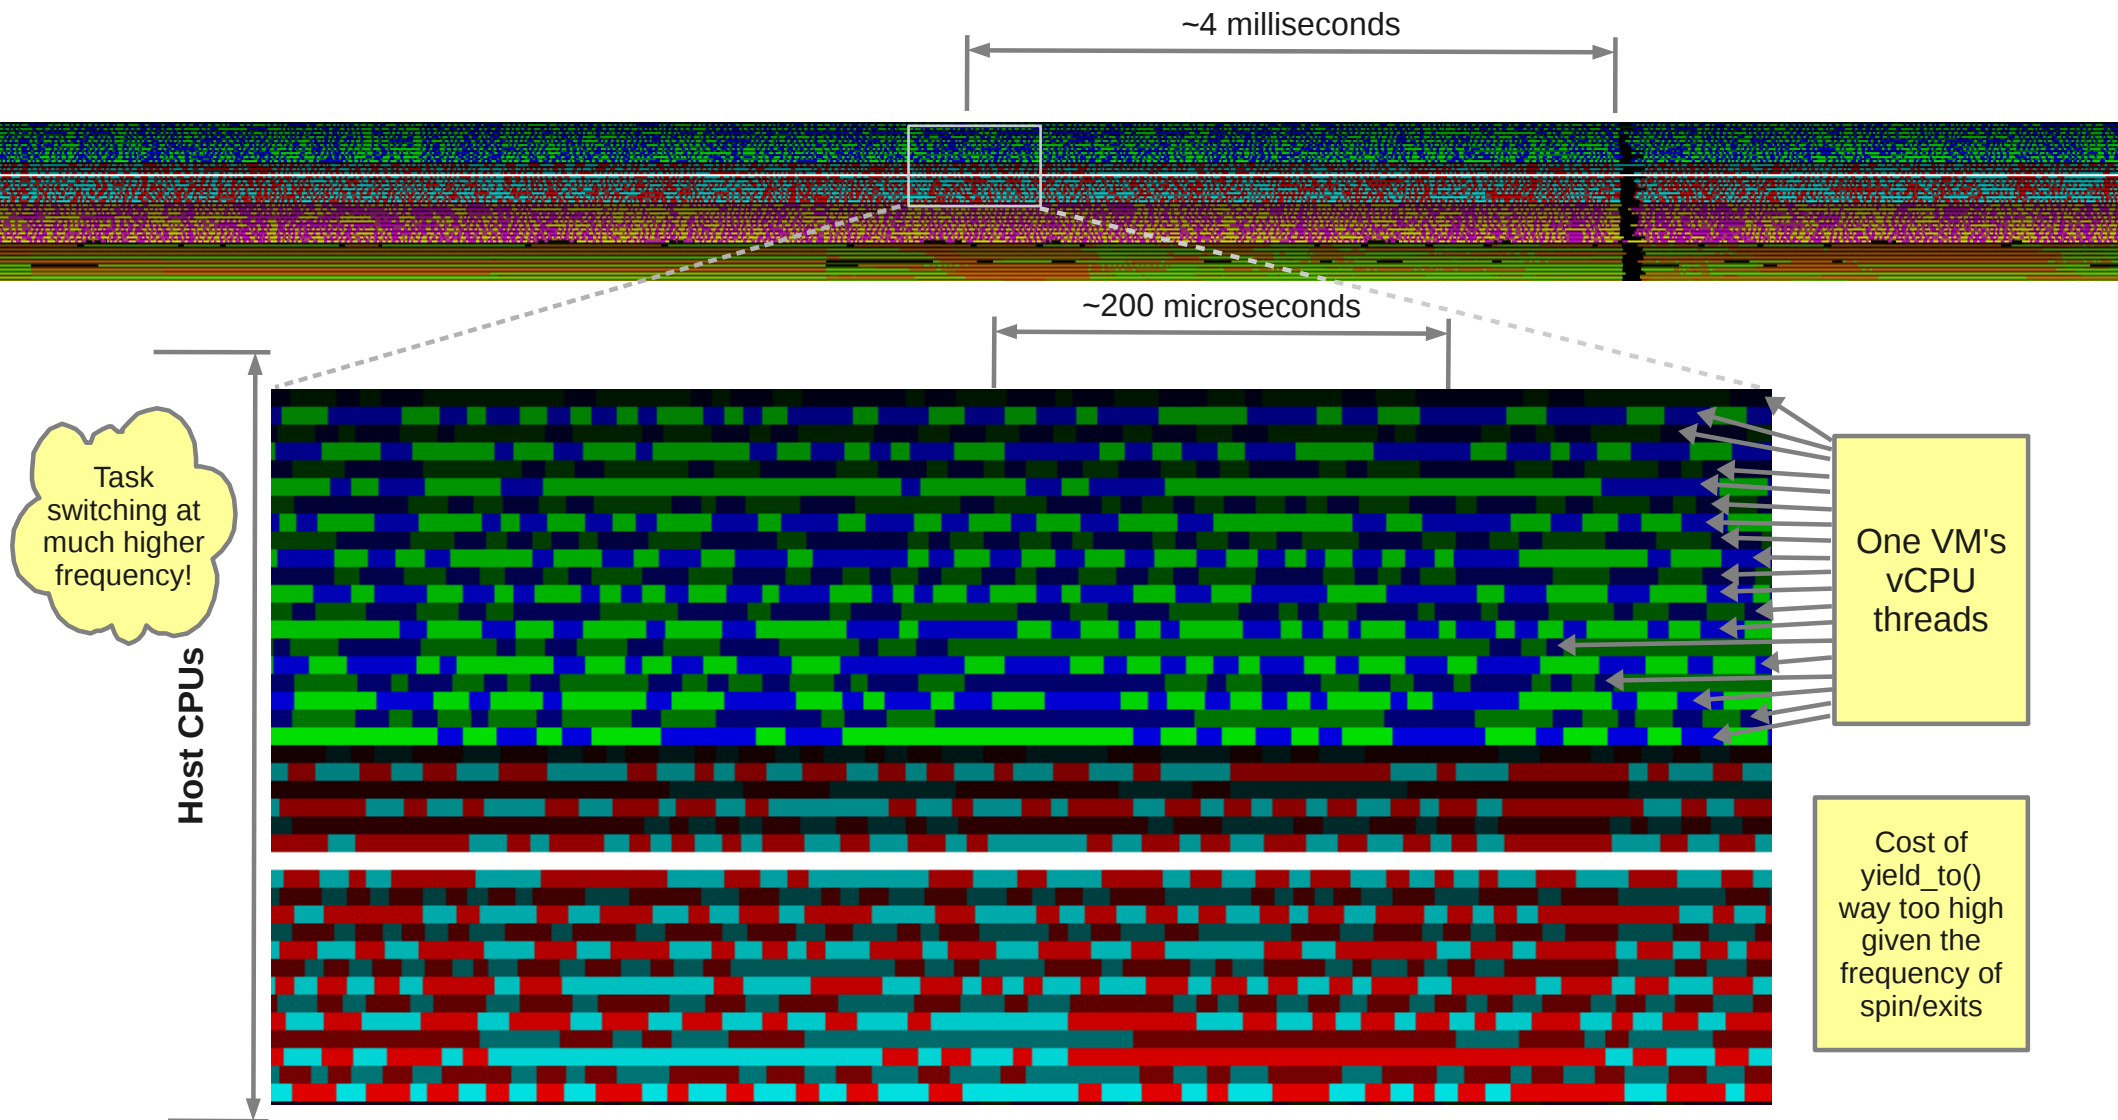 ~4 milliseconds
~200 microseconds
Task
switching at
much higher
frequency!
Host CPUs
One VM's
vCPU
threads
Cost of
yield_to()
way too high
given the
frequency of
spin/exits